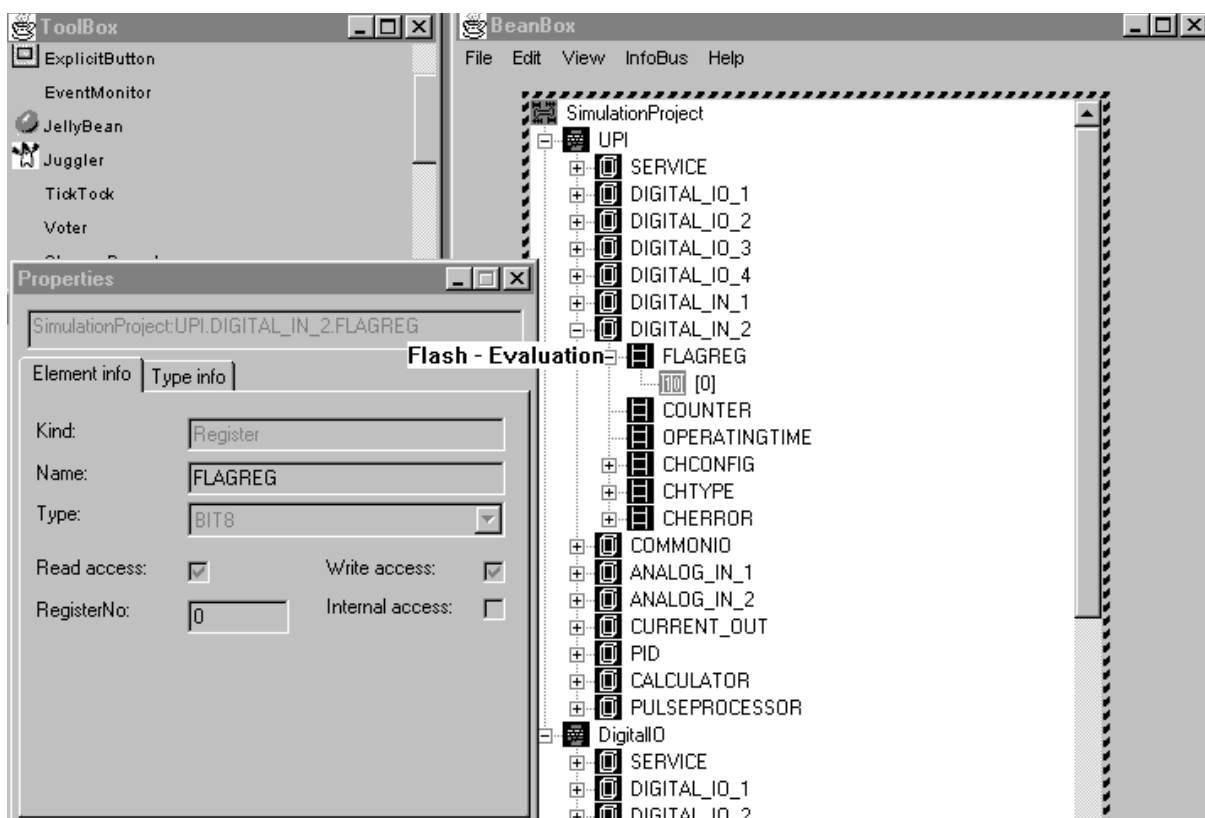 ToolBox
ExplicitButton
EventMonitor
JellyBean
Juggler
TickTock
Voter
BeanBox
File Edit View InfoBus Help
SimulationProject
UPI
SERVICE
DIGITAL_IO_1
DIGITAL_IO_2
DIGITAL_IO_3
DIGITAL_IO_4
DIGITAL_IN_1
DIGITAL_IN_2
FLAGREG
10 [0]
COUNTER
OPERATINGTIME
CHCONFIG
CHTYPE
CHERROR
COMMONIO
ANALOG_IN_1
ANALOG_IN_2
CURRENT_OUT
PID
CALCULATOR
PULSEPROCESSOR
DigitalIO
SERVICE
DIGITAL_IO_1
DIGITAL_IO_2
Properties
SimulationProject:UPI.DIGITAL_IN_2.FLAGREG
Flash - Evaluation
Element info Type info
Kind: Register
Name: FLAGREG
Type: BIT8
Read access: Write access:
RegisterNo: 0 Internal access: